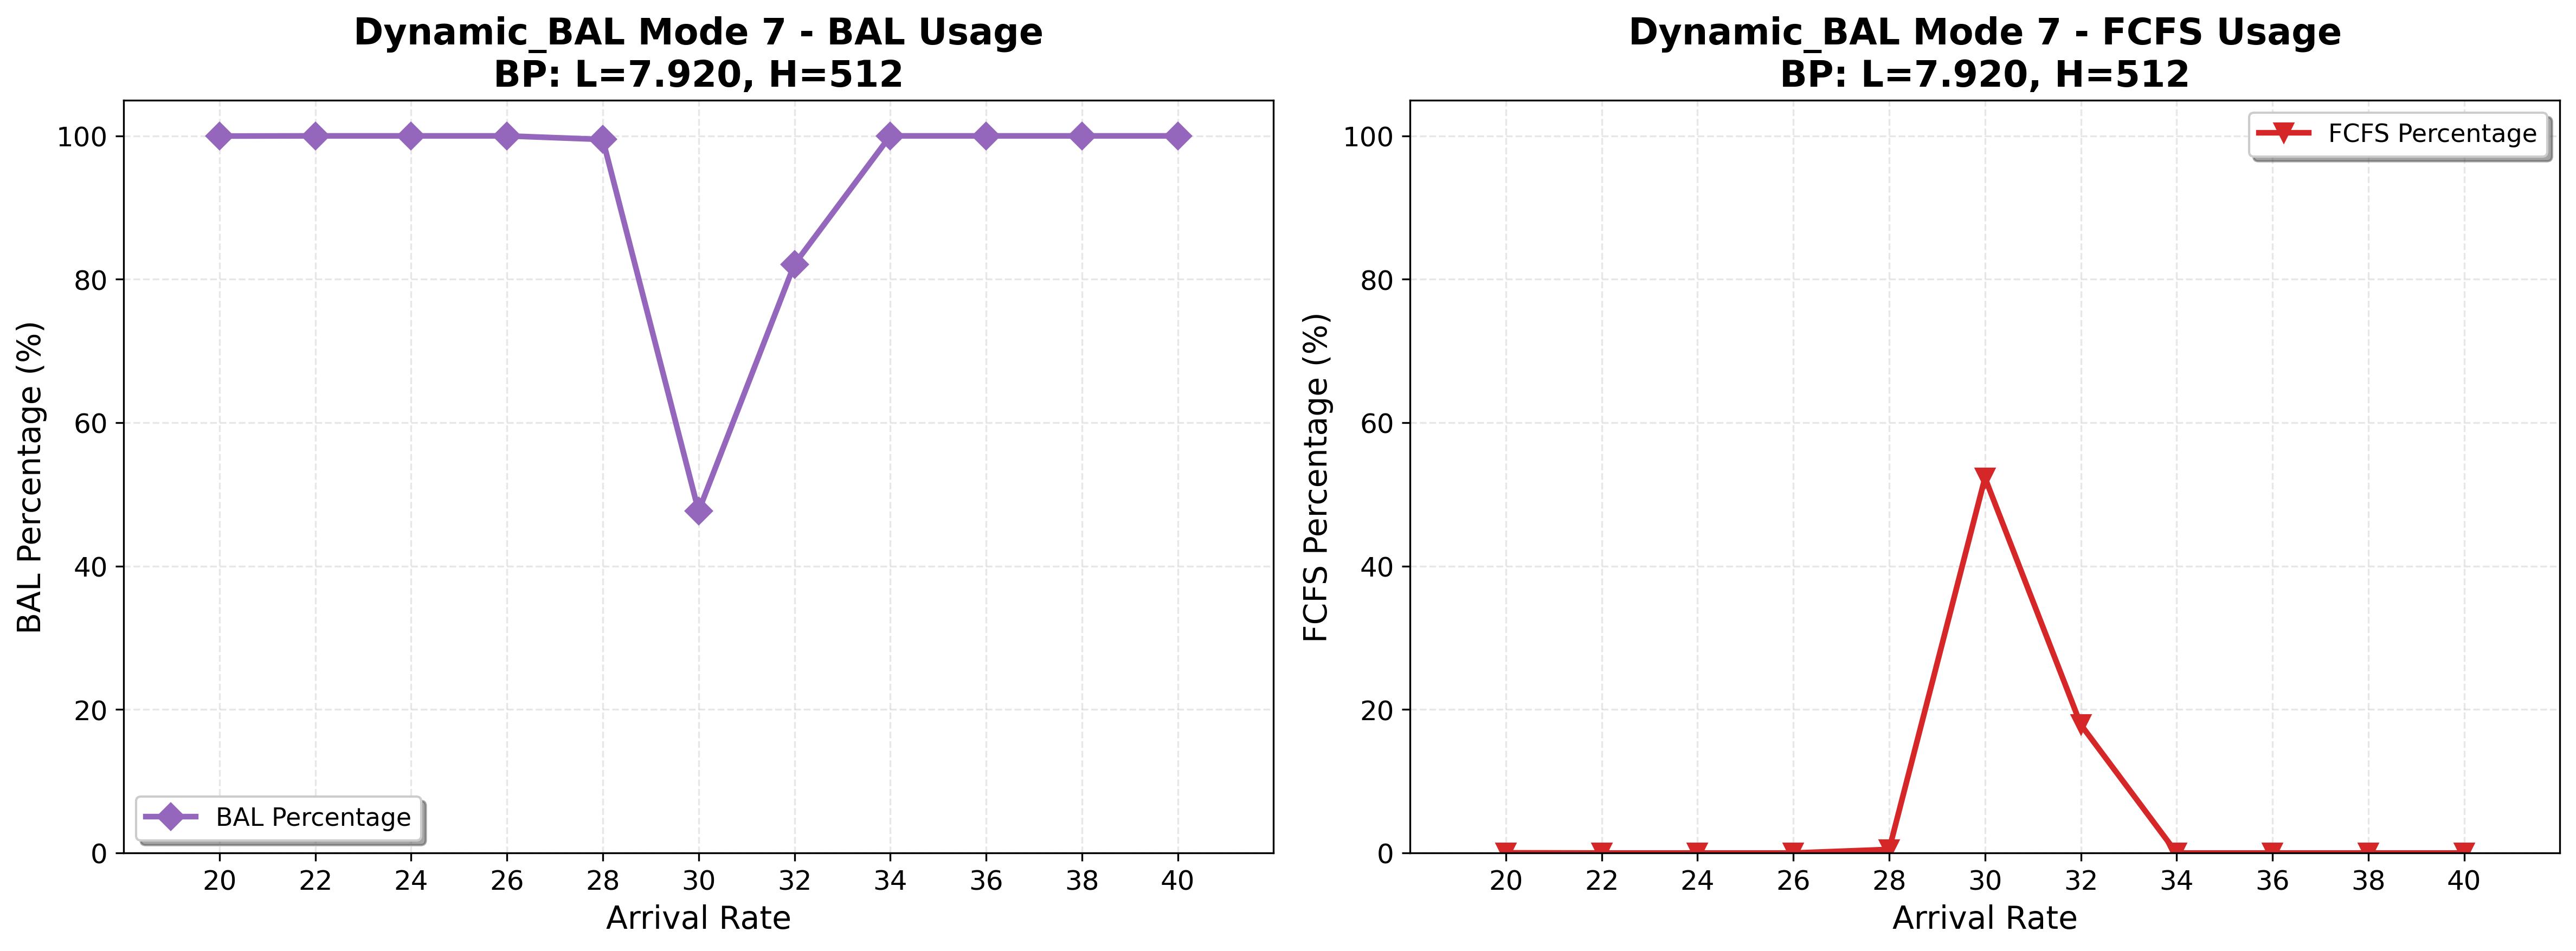 Dynamic_BAL Mode 7 - BAL Usage
BP: L=7.920, H=512
100
80
60
40
20
0
BAL Percentage (%)
BAL Percentage
20 22 24 26 28 30 32 34 36 38 40
Arrival Rate
Dynamic_BAL Mode 7 - FCFS Usage
BP: L=7.920, H=512
100
80
60
40
20
0
FCFS Percentage (%)
FCFS Percentage
20 22 24 26 28 30 32 34 36 38 40
Arrival Rate